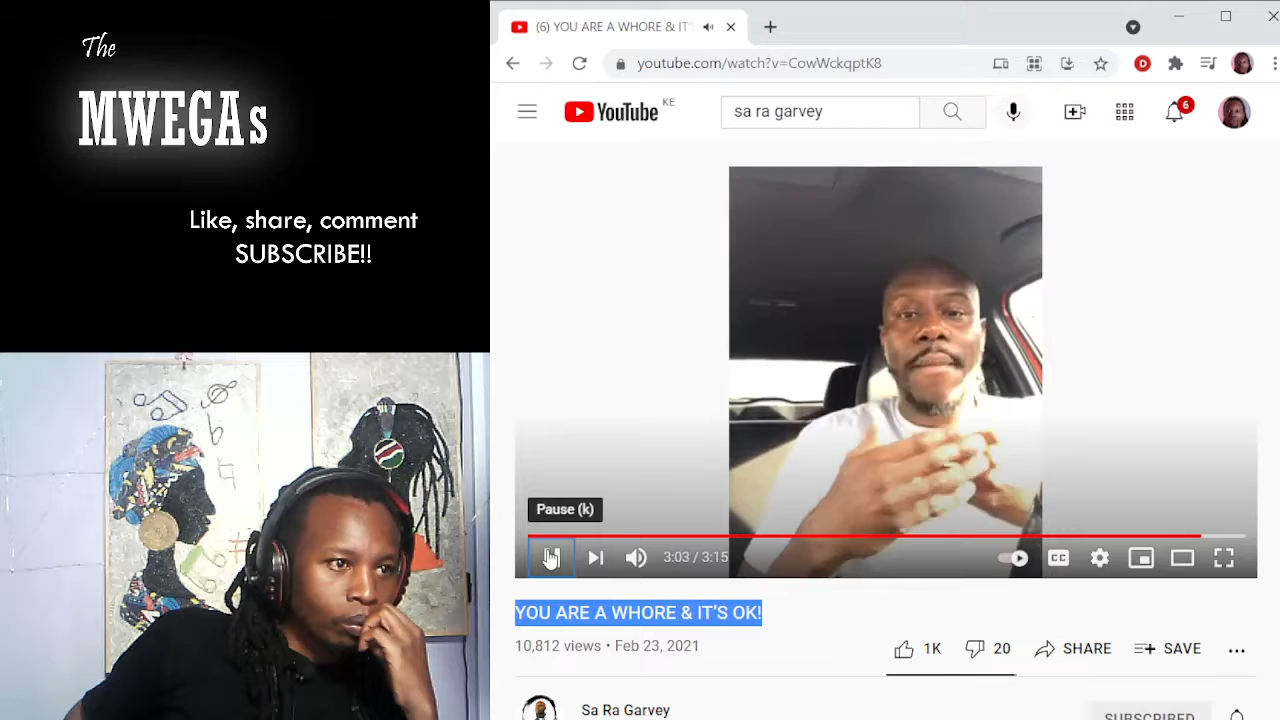 The
MWEGAs
Like, share, comment
SUBSCRIBE!!
(6) YOU ARE A WHORE & IT'S
youtube.com/watch?v=CowWckqptK8
D
YouTube KE
sa ra garvey
6
Pause (k)
3:03 / 3:15
CC
YOU ARE A WHORE & IT'S OK!
10,812 views • Feb 23, 2021
1K
20
SHARE
SAVE
Sa Ra Garvey
SUBSCRIBED